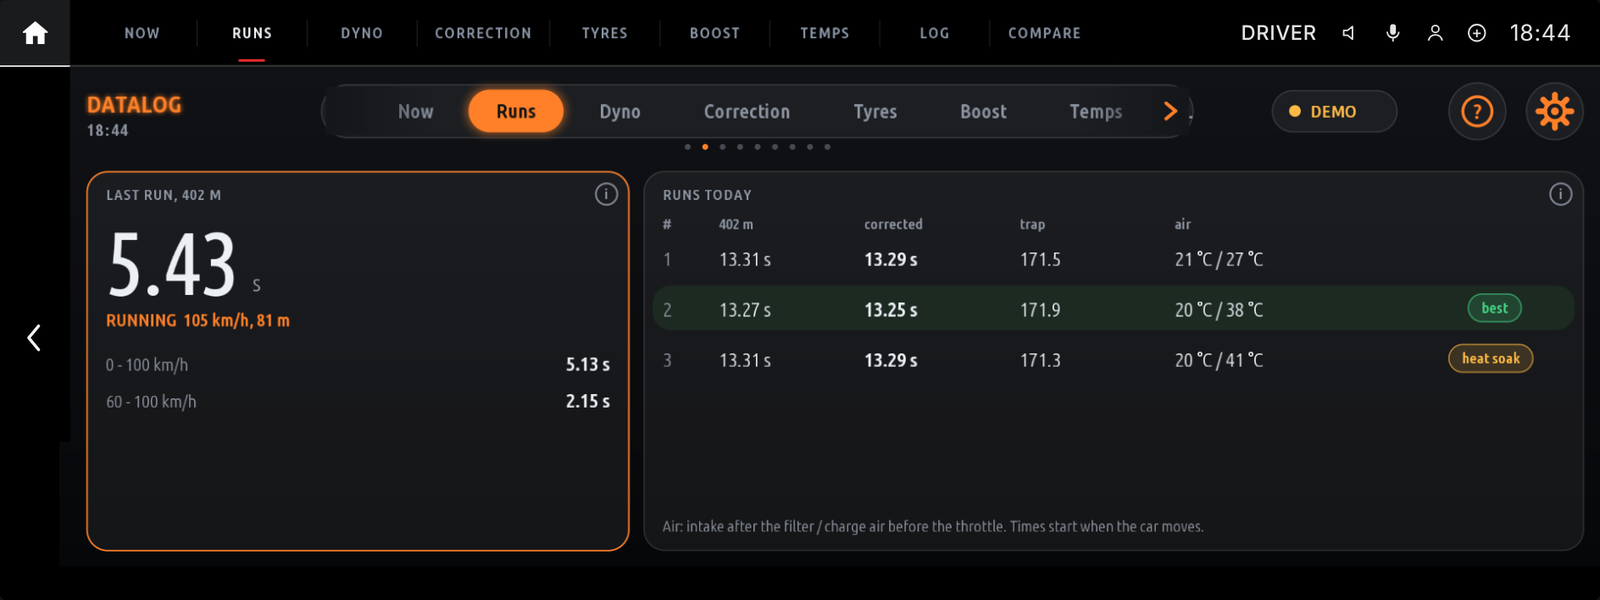 NOW RUNS DYNO CORRECTION TYRES BOOST TEMPS LOG COMPARE DRIVER 18:44
DATALOG
18:44
Now Runs Dyno Correction Tyres Boost Temps
DEMO
?
LAST RUN, 402 M
5.43 s
RUNNING 105 km/h, 81 m
0 - 100 km/h 5.13 s
60 - 100 km/h 2.15 s
RUNS TODAY
# 402 m corrected trap air
1 13.31 s 13.29 s 171.5 21 °C / 27 °C
2 13.27 s 13.25 s 171.9 20 °C / 38 °C best
3 13.31 s 13.29 s 171.3 20 °C / 41 °C heat soak
Air: intake after the filter / charge air before the throttle. Times start when the car moves.